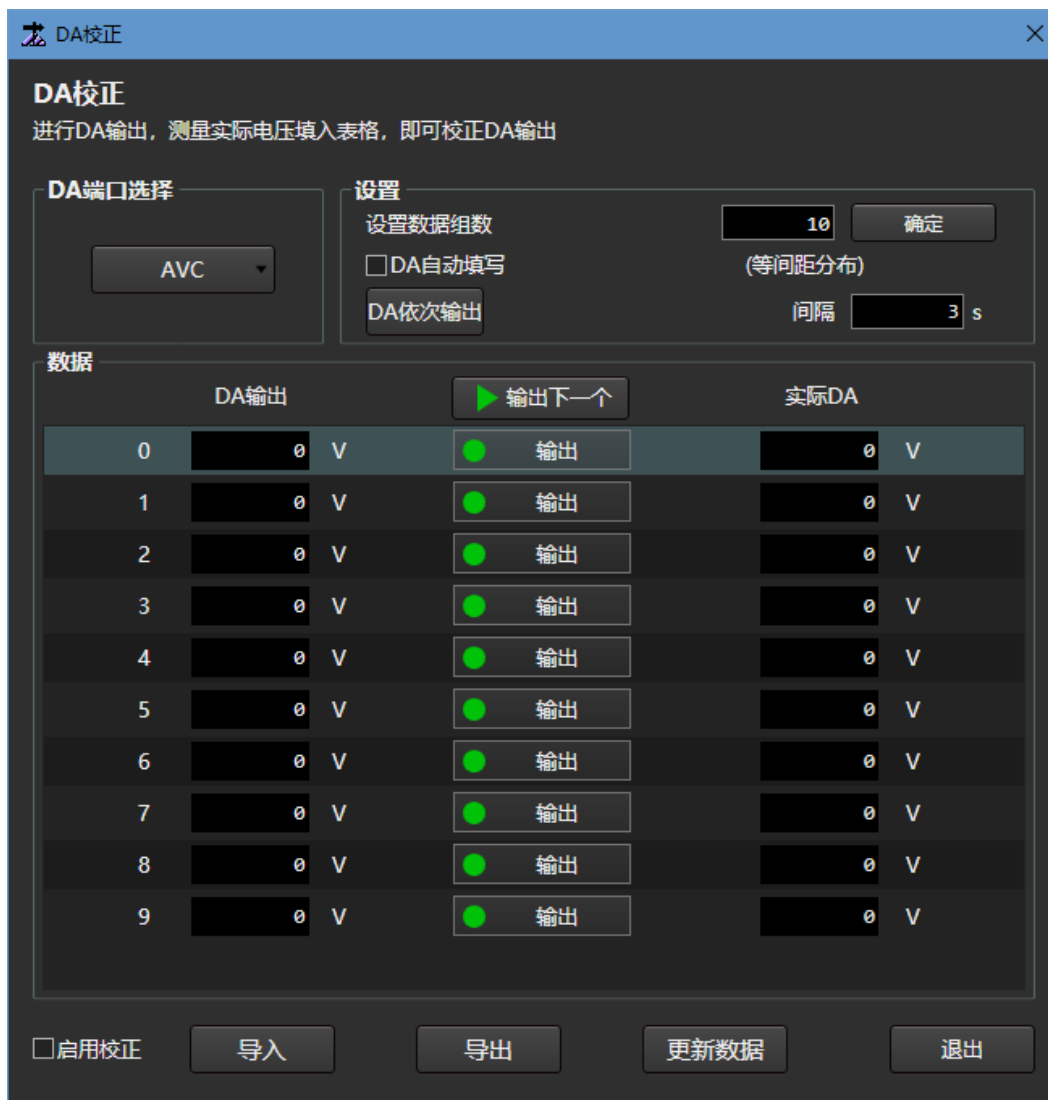 DA校正
DA校正
进行DA输出，测量实际电压填入表格，即可校正DA输出
DA端口选择
AVC
设置
设置数据组数 10 确定
DA自动填写 (等间距分布)
DA依次输出 间隔 3 s
数据
DA输出 输出下一个 实际DA
0 0 V 输出 0 V
1 0 V 输出 0 V
2 0 V 输出 0 V
3 0 V 输出 0 V
4 0 V 输出 0 V
5 0 V 输出 0 V
6 0 V 输出 0 V
7 0 V 输出 0 V
8 0 V 输出 0 V
9 0 V 输出 0 V
启用校正 导入 导出 更新数据 退出